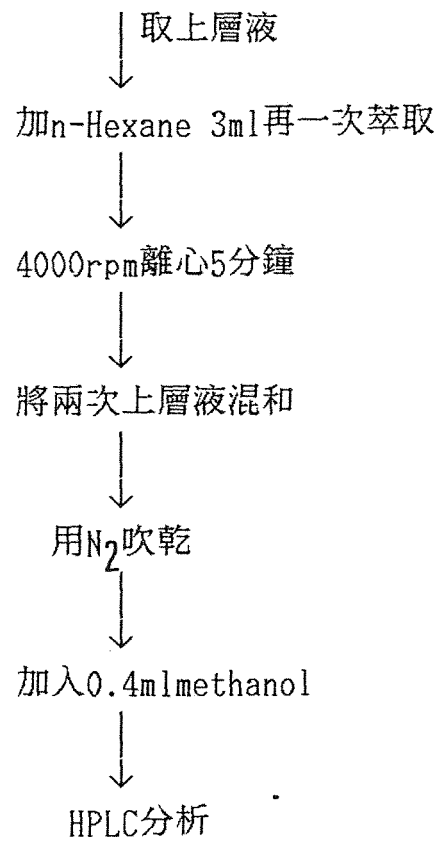 取上層液
加n-Hexane 3ml再一次萃取
4000rpm離心5分鐘
將兩次上層液混和
用N2吹乾
加入0.4mlmethanol
HPLC分析